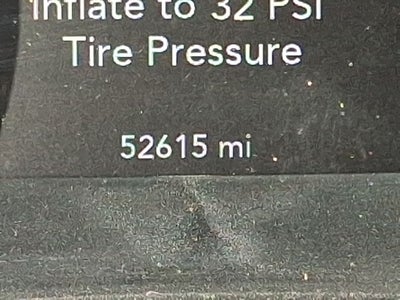 Inflate to 32 PSI
Tire Pressure
52615 mi